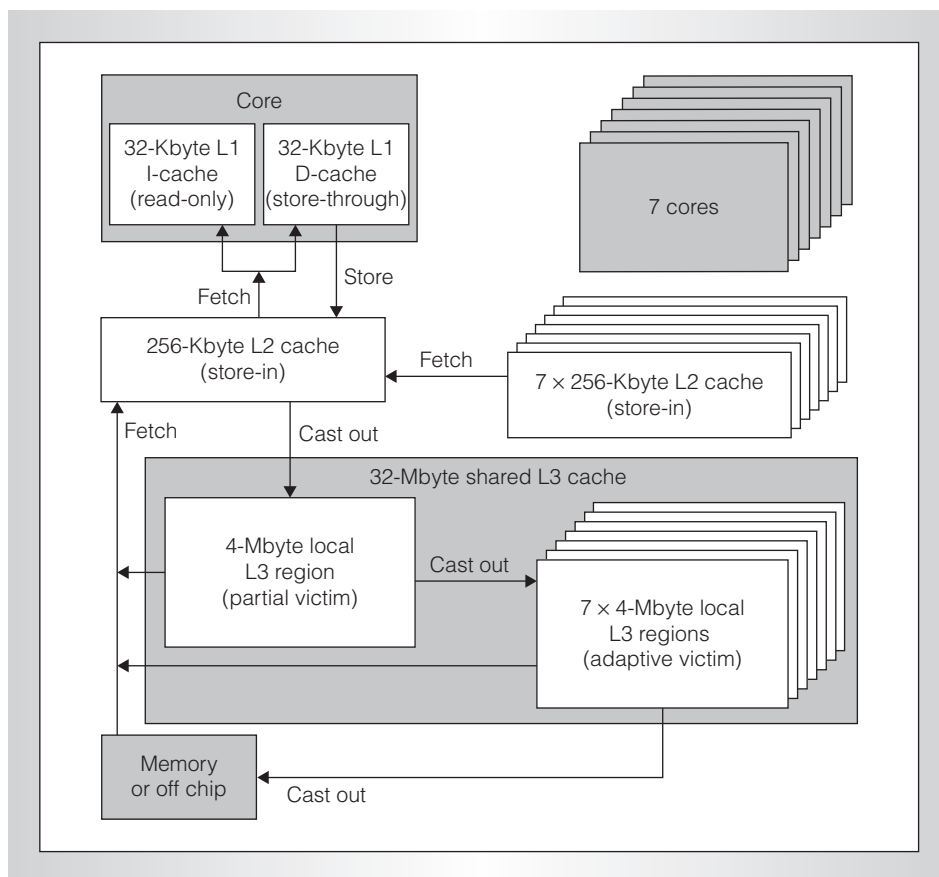 Core
32-Kbyte L1
I-cache
(read-only)
32-Kbyte L1
D-cache
(store-through)
7 cores
Fetch
Store
256-Kbyte L2 cache
(store-in)
Fetch
7 × 256-Kbyte L2 cache
(store-in)
Fetch
Cast out
32-Mbyte shared L3 cache
4-Mbyte local
L3 region
(partial victim)
Cast out
7 × 4-Mbyte local
L3 regions
(adaptive victim)
Memory
or off chip
Cast out